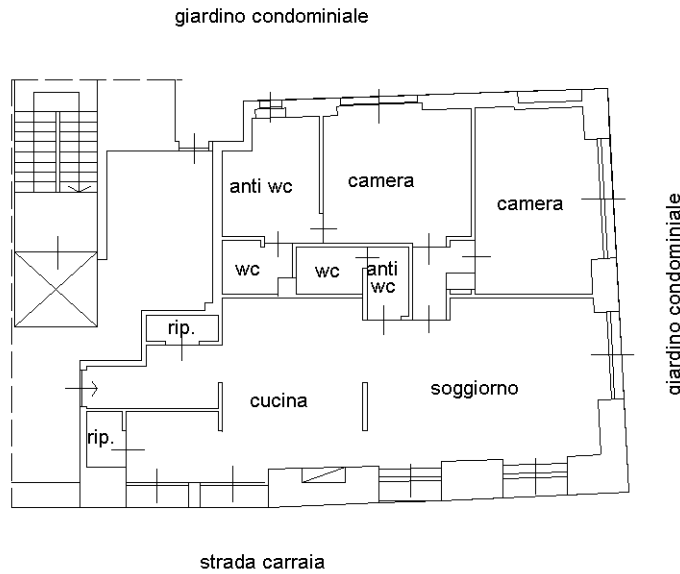 giardino condominiale
anti wc
camera
camera
giardino condominiale
wc
wc
anti
wc
rip.
cucina
soggiorno
rip.
strada carraia